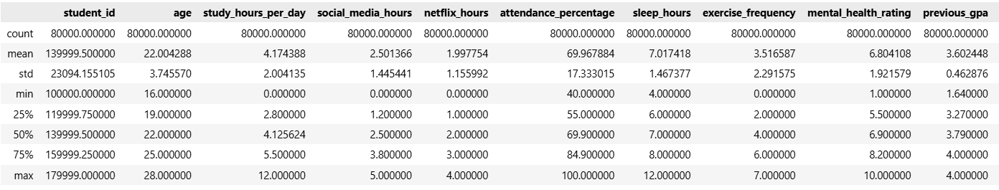 student_id age study_hours_per_day social_media_hours netflix_hours attendance_percentage sleep_hours exercise_frequency mental_health_rating previous_gpa
count 80000.000000 80000.000000 80000.000000 80000.000000 80000.000000 80000.000000 80000.000000 80000.000000 80000.000000 80000.000000
mean 139999.500000 22.004288 4.174388 2.501366 1.997754 69.967884 7.017418 3.516587 6.804108 3.602448
std 23094.155105 3.745570 2.004135 1.445441 1.155992 17.333015 1.467377 2.291575 1.921579 0.462876
min 100000.000000 16.000000 0.000000 0.000000 0.000000 40.000000 4.000000 0.000000 1.000000 1.640000
25% 119999.750000 19.000000 2.800000 1.200000 1.000000 55.000000 6.000000 2.000000 5.500000 3.270000
50% 139999.500000 22.000000 4.125624 2.500000 2.000000 69.900000 7.000000 4.000000 6.900000 3.790000
75% 159999.250000 25.000000 5.500000 3.800000 3.000000 84.900000 8.000000 6.000000 8.200000 4.000000
max 179999.000000 28.000000 12.000000 5.000000 4.000000 100.000000 12.000000 7.000000 10.000000 4.000000